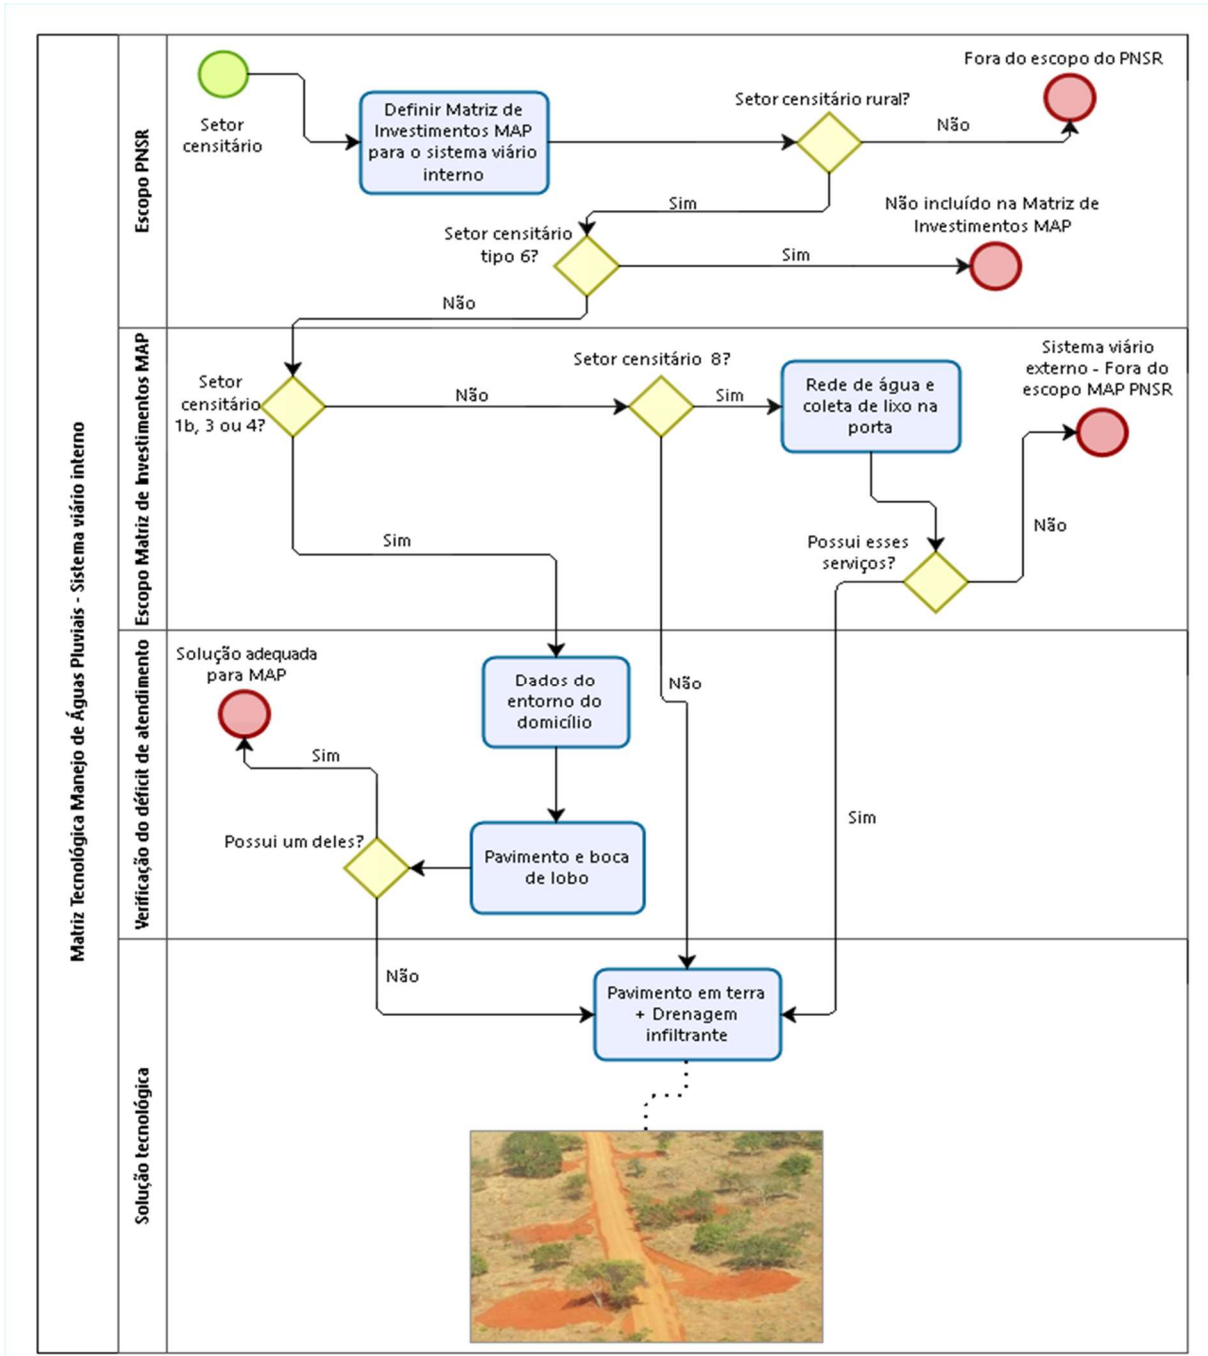 Matriz Tecnológica Manejo de Águas Pluviais - Sistema viário interno
Escopo PNSR
Setor
censitário
Definir Matriz de
Investimentos MAP
para o sistema viário
interno
Setor censitário rural?
Não
Fora do escopo do PNSR
Sim
Setor censitário
tipo 6?
Sim
Não incluído na Matriz de
Investimentos MAP
Não
Escopo Matriz de Investimentos MAP
Setor
censitário
1b, 3 ou 4?
Não
Setor censitário 8?
Sim
Rede de água e
coleta de lixo na
porta
Sistema viário
externo - Fora do
escopo MAP PNSR
Não
Possui esses
serviços?
Sim
Verificação do déficit de atendimento
Solução adequada
para MAP
Sim
Dados do
entorno do
domicílio
Não
Possui um deles?
Pavimento e boca
de lobo
Sim
Solução tecnológica
Não
Pavimento em terra
+ Drenagem
infiltrante